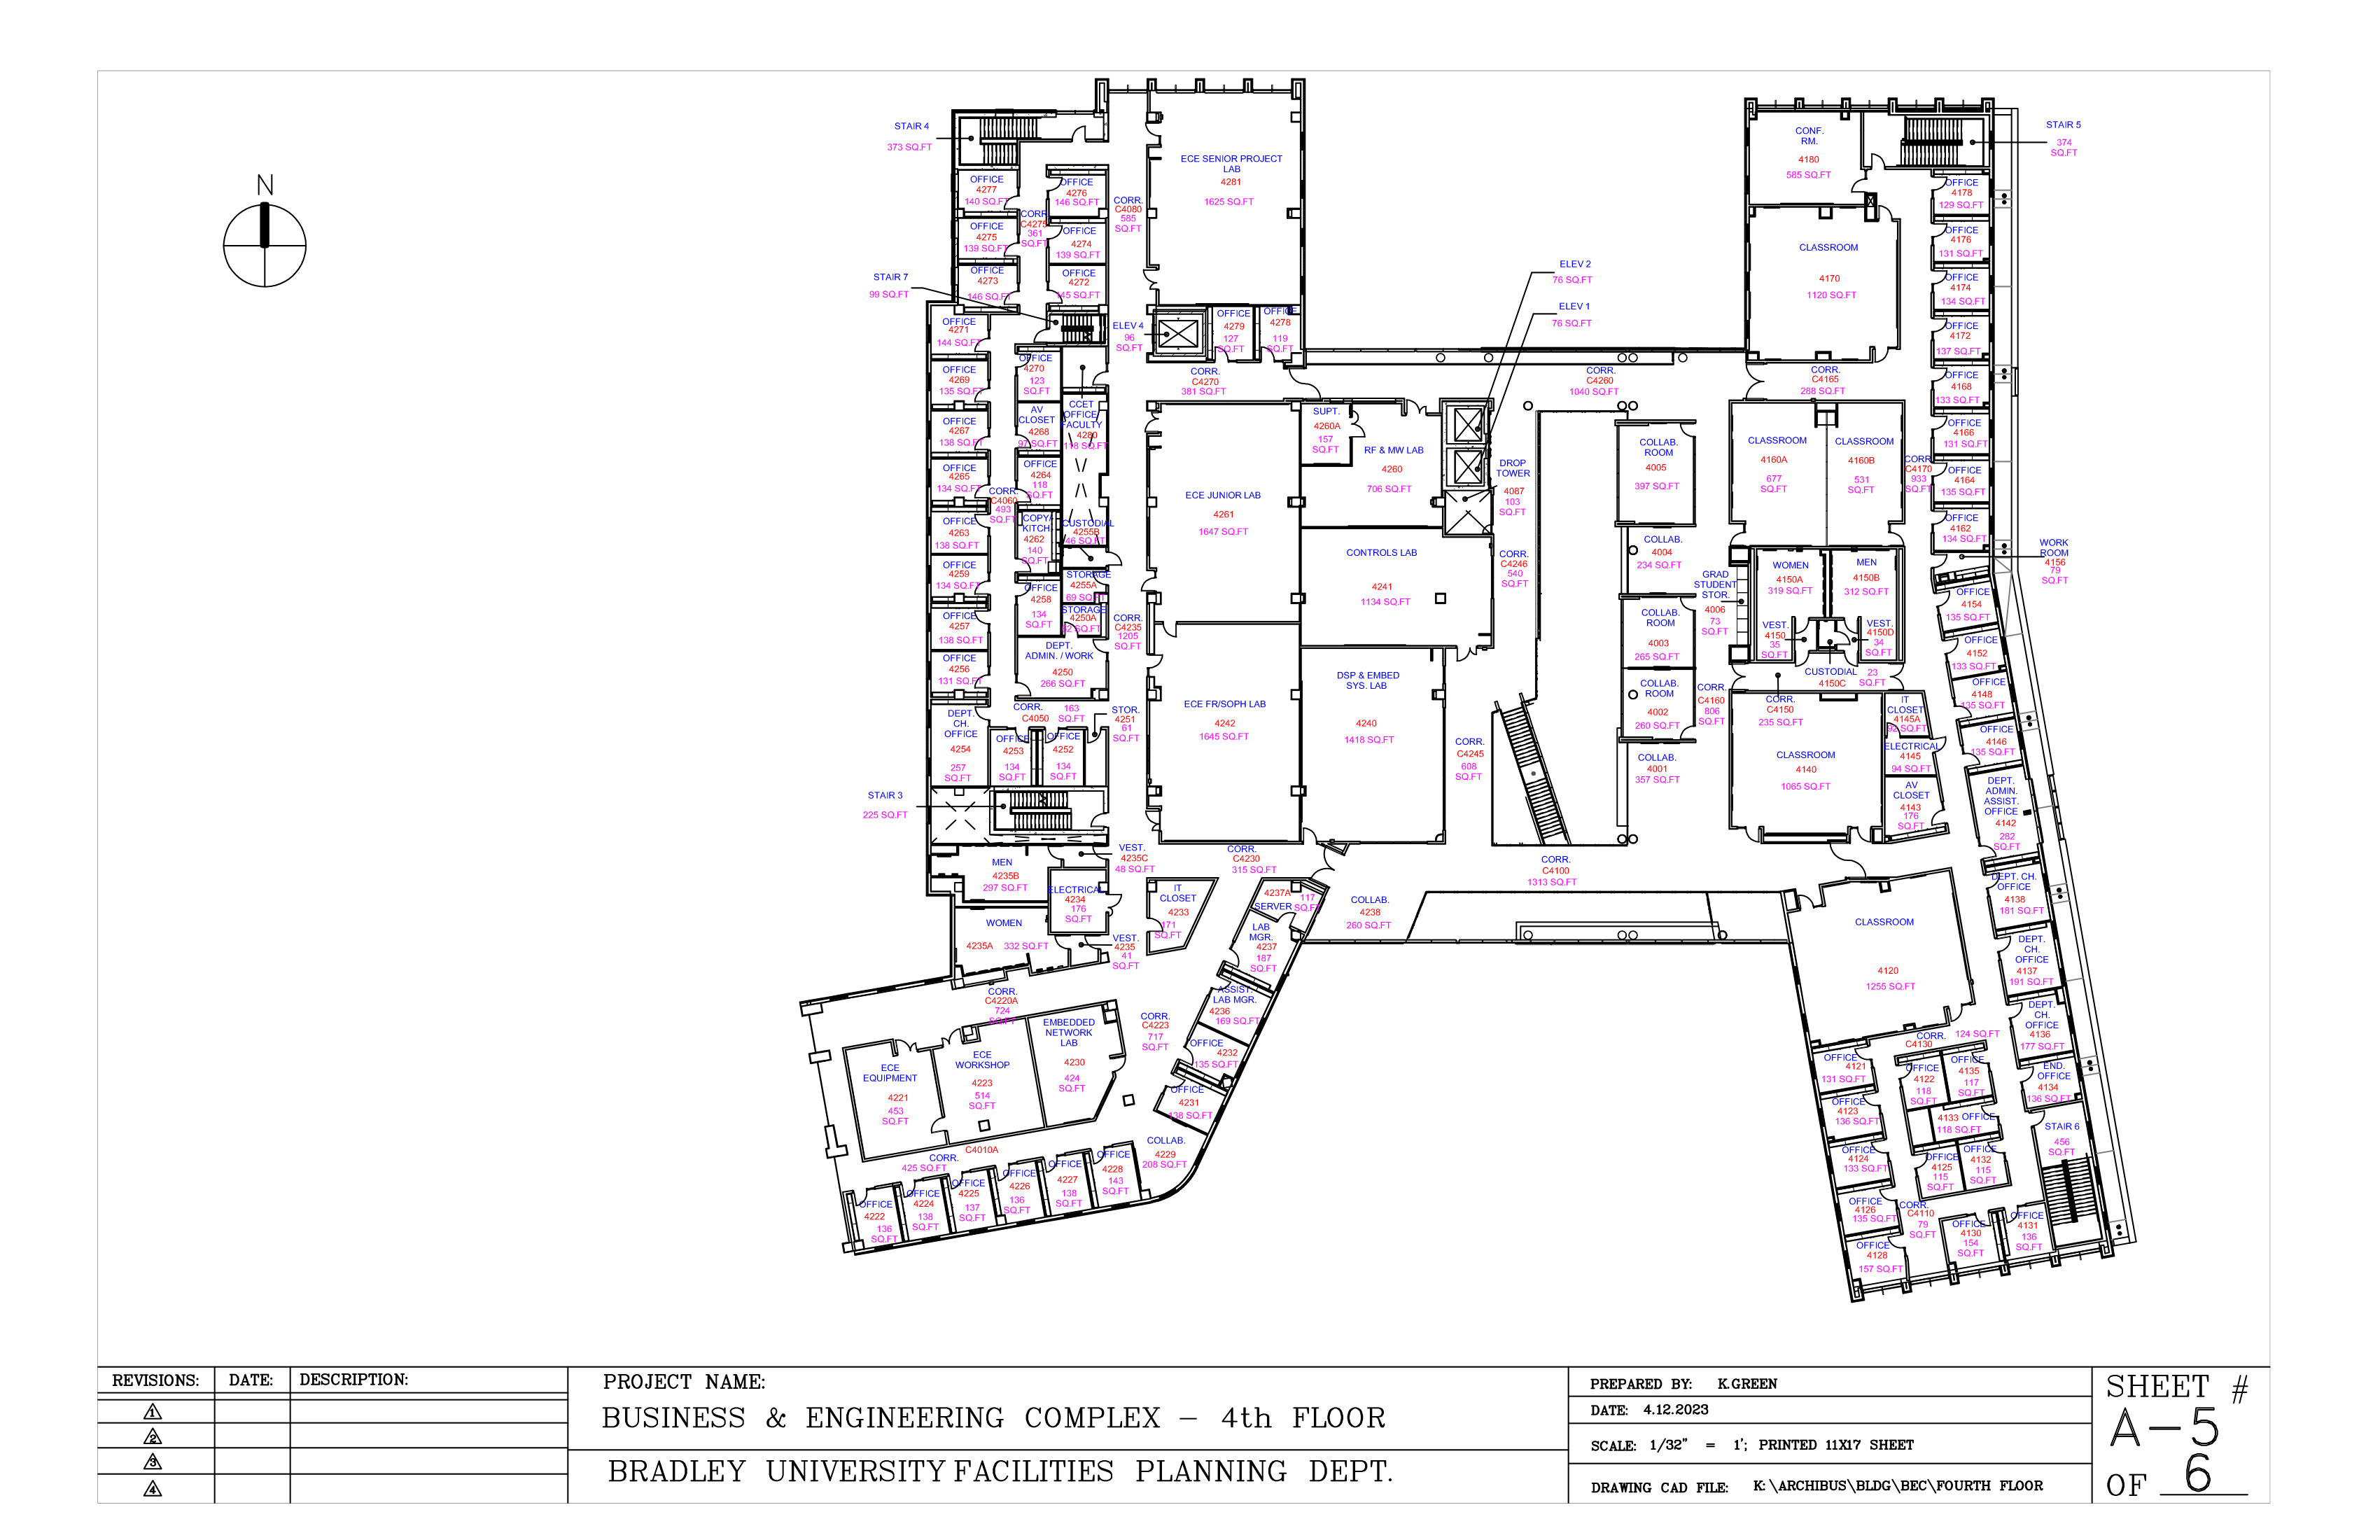 N
STAIR 4
373 SQ.FT
OFFICE
4277
140 SQ.FT
OFFICE
4276
146 SQ.FT
CORR.
C4275
361
SQ.FT
OFFICE
4275
139 SQ.FT
OFFICE
4274
139 SQ.FT
OFFICE
4273
146 SQ.FT
OFFICE
4272
145 SQ.FT
CORR.
C4080
585
SQ.FT
ECE SENIOR PROJECT
LAB
4281
1625 SQ.FT
STAIR 7
99 SQ.FT
ELEV 4
96
SQ.FT
OFFICE
4279
127
SQ.FT
OFFICE
4278
119
SQ.FT
ELEV 2
76 SQ.FT
ELEV 1
76 SQ.FT
CONF.
RM.
4180
585 SQ.FT
STAIR 5
374
SQ.FT
CLASSROOM
4170
1120 SQ.FT
OFFICE
4178
129 SQ.FT
OFFICE
4176
131 SQ.FT
OFFICE
4174
134 SQ.FT
OFFICE
4172
137 SQ.FT
OFFICE
4168
133 SQ.FT
OFFICE
4166
131 SQ.FT
OFFICE
4164
135 SQ.FT
OFFICE
4162
134 SQ.FT
WORK
ROOM
4156
79
SQ.FT
OFFICE
4271
144 SQ.FT
OFFICE
4269
135 SQ.FT
OFFICE
4267
138 SQ.FT
OFFICE
4265
134 SQ.FT
OFFICE
4263
138 SQ.FT
OFFICE
4259
134 SQ.FT
OFFICE
4257
138 SQ.FT
OFFICE
4256
131 SQ.FT
DEPT.
CH.
OFFICE
4254
257
SQ.FT
OFFICE
4270
123
SQ.FT
AV
CLOSET
4268
97 SQ.FT
OFFICE
4264
118
SQ.FT
CORR.
C4060
493
SQ.FT
COPY/
KITCH.
4262
140
SQ.FT
OFFICE
4258
134
SQ.FT
CCET
OFFICE/
FACULTY
4280
118 SQ.FT
CUSTODIAL
4255B
46 SQ.FT
STORAGE
4255A
69 SQ.FT
STORAGE
4250A
SQ.FT
DEPT.
ADMIN. / WORK
4250
266 SQ.FT
CORR.
C4050
163
SQ.FT
OFFICE
4253
134
SQ.FT
OFFICE
4252
134
SQ.FT
STOR.
4251
61
SQ.FT
CORR.
C4235
1205
SQ.FT
STAIR 3
225 SQ.FT
CORR.
C4270
381 SQ.FT
CORR.
C4260
1040 SQ.FT
CORR.
C4165
288 SQ.FT
SUPT.
4260A
157
SQ.FT
RF & MW LAB
4260
706 SQ.FT
ECE JUNIOR LAB
4261
1647 SQ.FT
CONTROLS LAB
4241
1134 SQ.FT
DROP
TOWER
4087
103
SQ.FT
CORR.
C4246
540
SQ.FT
ECE FR/SOPH LAB
4242
1645 SQ.FT
DSP & EMBED
SYS. LAB
4240
1418 SQ.FT
CORR.
C4245
608
SQ.FT
COLLAB.
ROOM
4005
397 SQ.FT
COLLAB.
4004
234 SQ.FT
COLLAB.
ROOM
4003
265 SQ.FT
COLLAB.
ROOM
4002
260 SQ.FT
COLLAB.
4001
357 SQ.FT
CORR.
C4160
806
SQ.FT
GRAD
STUDENT
STOR.
4006
73
SQ.FT
CLASSROOM
4160A
677
SQ.FT
CLASSROOM
4160B
531
SQ.FT
CORR.
C4170
933
SQ.FT
WOMEN
4150A
319 SQ.FT
MEN
4150B
312 SQ.FT
VEST.
4150
35
SQ.FT
VEST.
4150D
34
SQ.FT
CUSTODIAL
4150C
23
SQ.FT
CORR.
C4150
235 SQ.FT
CLASSROOM
4140
1065 SQ.FT
IT
CLOSET
4145A
92 SQ.FT
ELECTRICAL
4145
94 SQ.FT
AV
CLOSET
4143
176
SQ.FT
OFFICE
4154
135 SQ.FT
OFFICE
4152
133 SQ.FT
OFFICE
4148
135 SQ.FT
OFFICE
4146
135 SQ.FT
DEPT.
ADMIN.
ASSIST.
OFFICE
4142
282
SQ.FT
DEPT. CH.
OFFICE
4138
181 SQ.FT
DEPT.
CH.
OFFICE
4137
191 SQ.FT
DEPT.
CH.
OFFICE
4136
177 SQ.FT
END.
OFFICE
4134
136 SQ.FT
STAIR 6
456
SQ.FT
MEN
4235B
297 SQ.FT
VEST.
4235C
48 SQ.FT
ELECTRICAL
4234
176
SQ.FT
WOMEN
4235A
332 SQ.FT
VEST.
4235
41
SQ.FT
IT
CLOSET
4233
171
SQ.FT
CORR.
C4230
315 SQ.FT
4237A
SERVER
117
SQ.FT
LAB
MGR.
4237
187
SQ.FT
COLLAB.
4238
260 SQ.FT
CORR.
C4100
1313 SQ.FT
ASSIST.
LAB MGR.
4236
169 SQ.FT
OFFICE
4232
135 SQ.FT
OFFICE
4231
138 SQ.FT
CORR.
C4220A
724
SQ.FT
CORR.
C4223
717
SQ.FT
ECE
EQUIPMENT
4221
453
SQ.FT
ECE
WORKSHOP
4223
514
SQ.FT
EMBEDDED
NETWORK
LAB
4230
424
SQ.FT
C4010A
CORR.
425 SQ.FT
COLLAB.
4229
208 SQ.FT
OFFICE
4222
136
SQ.FT
OFFICE
4224
138
SQ.FT
OFFICE
4225
137
SQ.FT
OFFICE
4226
136
SQ.FT
OFFICE
4227
138
SQ.FT
OFFICE
4228
143
SQ.FT
CLASSROOM
4120
1255 SQ.FT
CORR.
C4130
124 SQ.FT
OFFICE
4121
131 SQ.FT
OFFICE
4122
118
SQ.FT
OFFICE
4135
117
SQ.FT
OFFICE
4123
136 SQ.FT
4133 OFFICE
118 SQ.FT
OFFICE
4124
133 SQ.FT
OFFICE
4125
115
SQ.FT
OFFICE
4132
115
SQ.FT
OFFICE
4126
135 SQ.FT
CORR.
C4110
79
SQ.FT
OFFICE
4130
154
SQ.FT
OFFICE
4131
136
SQ.FT
OFFICE
4128
157 SQ.FT
REVISIONS: DATE: DESCRIPTION:
1
2
3
4
PROJECT NAME:
BUSINESS & ENGINEERING COMPLEX – 4th FLOOR
BRADLEY UNIVERSITY FACILITIES PLANNING DEPT.
PREPARED BY: K.GREEN
DATE: 4.12.2023
SCALE: 1/32" = 1'; PRINTED 11X17 SHEET
DRAWING CAD FILE: K:\ARCHIBUS\BLDG\BEC\FOURTH FLOOR
SHEET #
A–5
OF 6